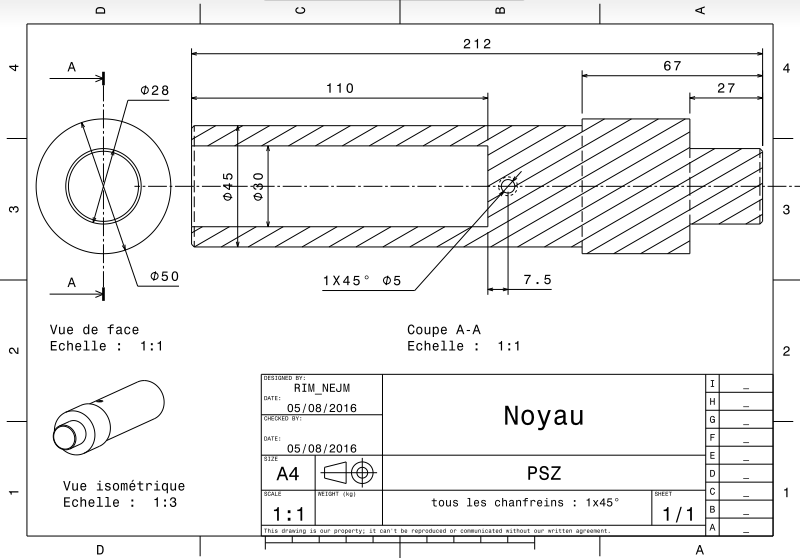 D C B A
4 4
3 3
2 2
1 1
212
67
27
110
A
Φ28
Φ45
Φ30
Φ50
A
1X45° Φ5
7.5
Vue de face
Echelle : 1:1
Coupe A-A
Echelle : 1:1
Vue isométrique
Echelle : 1:3
DESIGNED BY:
RIM_NEJM
DATE:
05/08/2016
CHECKED BY:
DATE:
05/08/2016
SIZE
A4
SCALE
1:1
WEIGHT (kg)
Noyau
PSZ
tous les chanfreins : 1x45°
SHEET
1/1
I _
H _
G _
F _
E _
D _
C _
B _
A _
This drawing is our property; it can't be reproduced or communicated without our written agreement.
D A